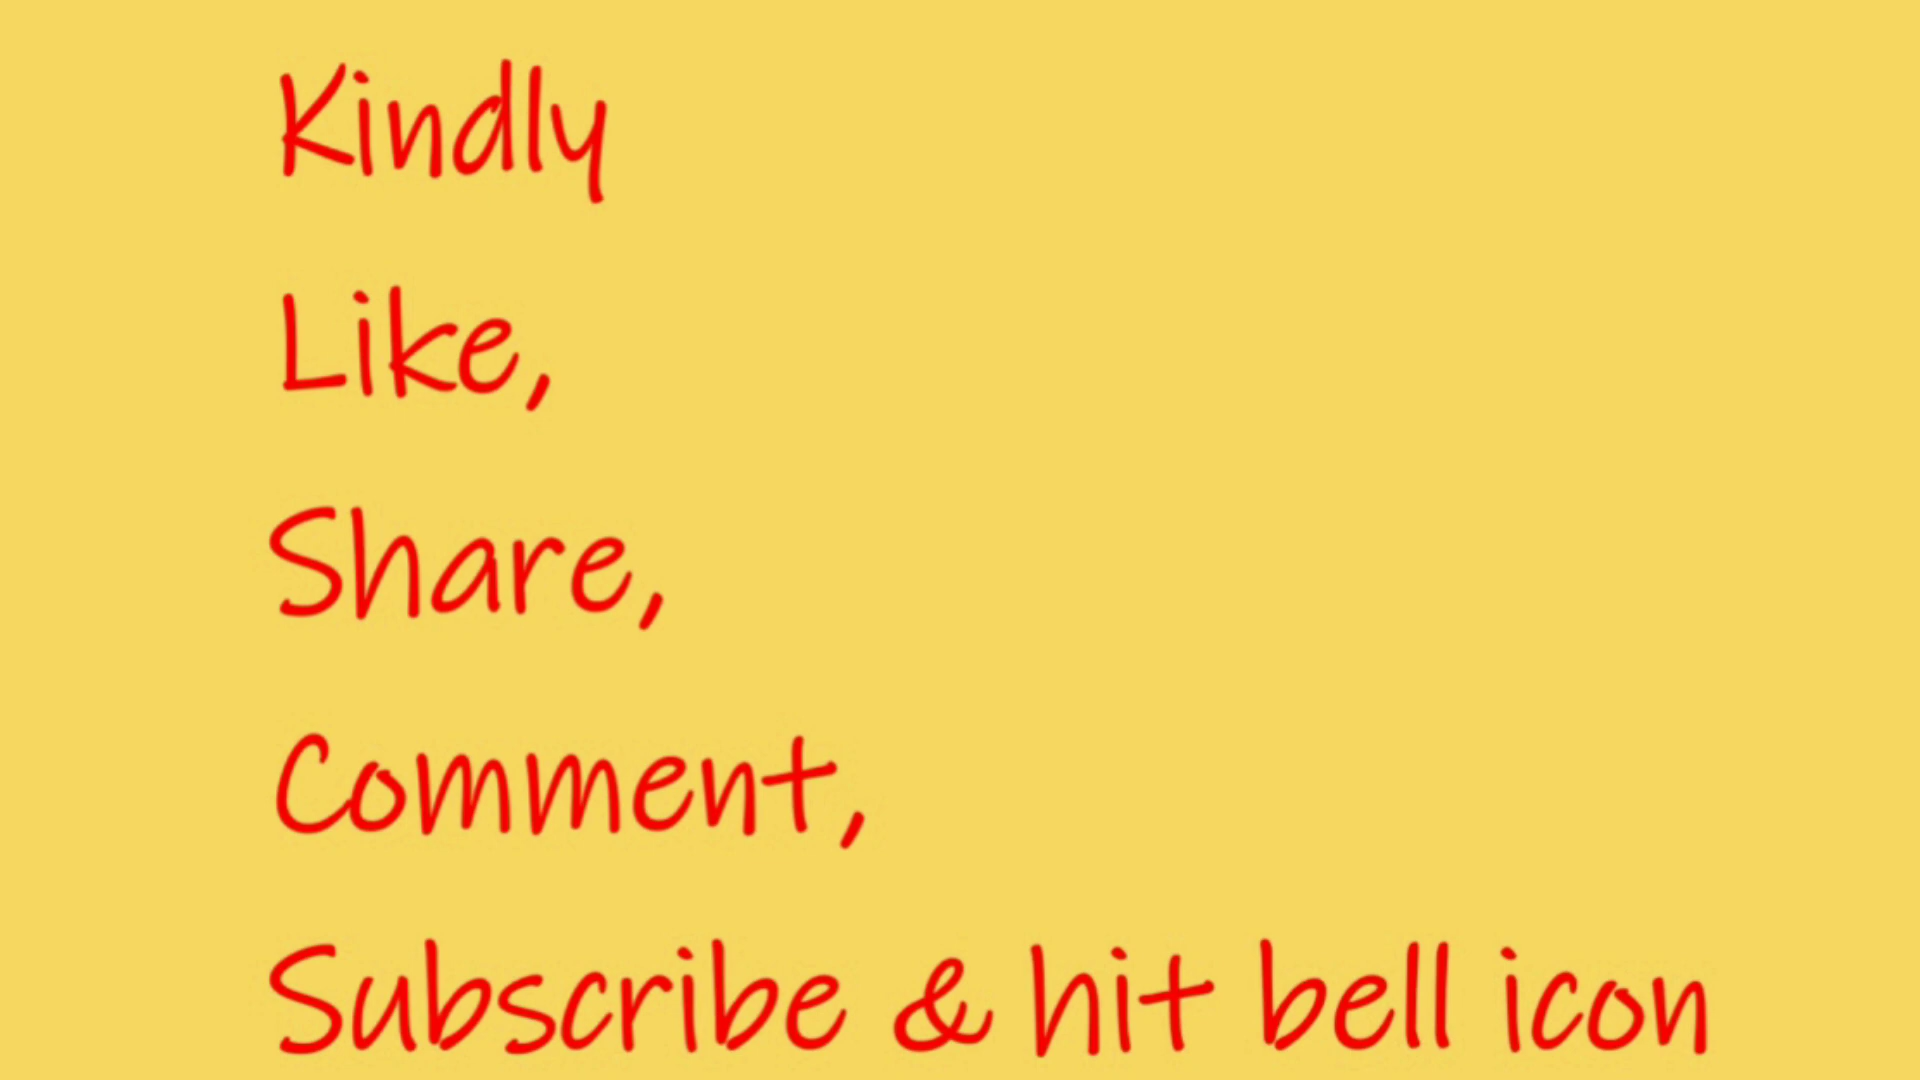 Kindly
Like,
Share,
Comment,
Subscribe & hit bell icon